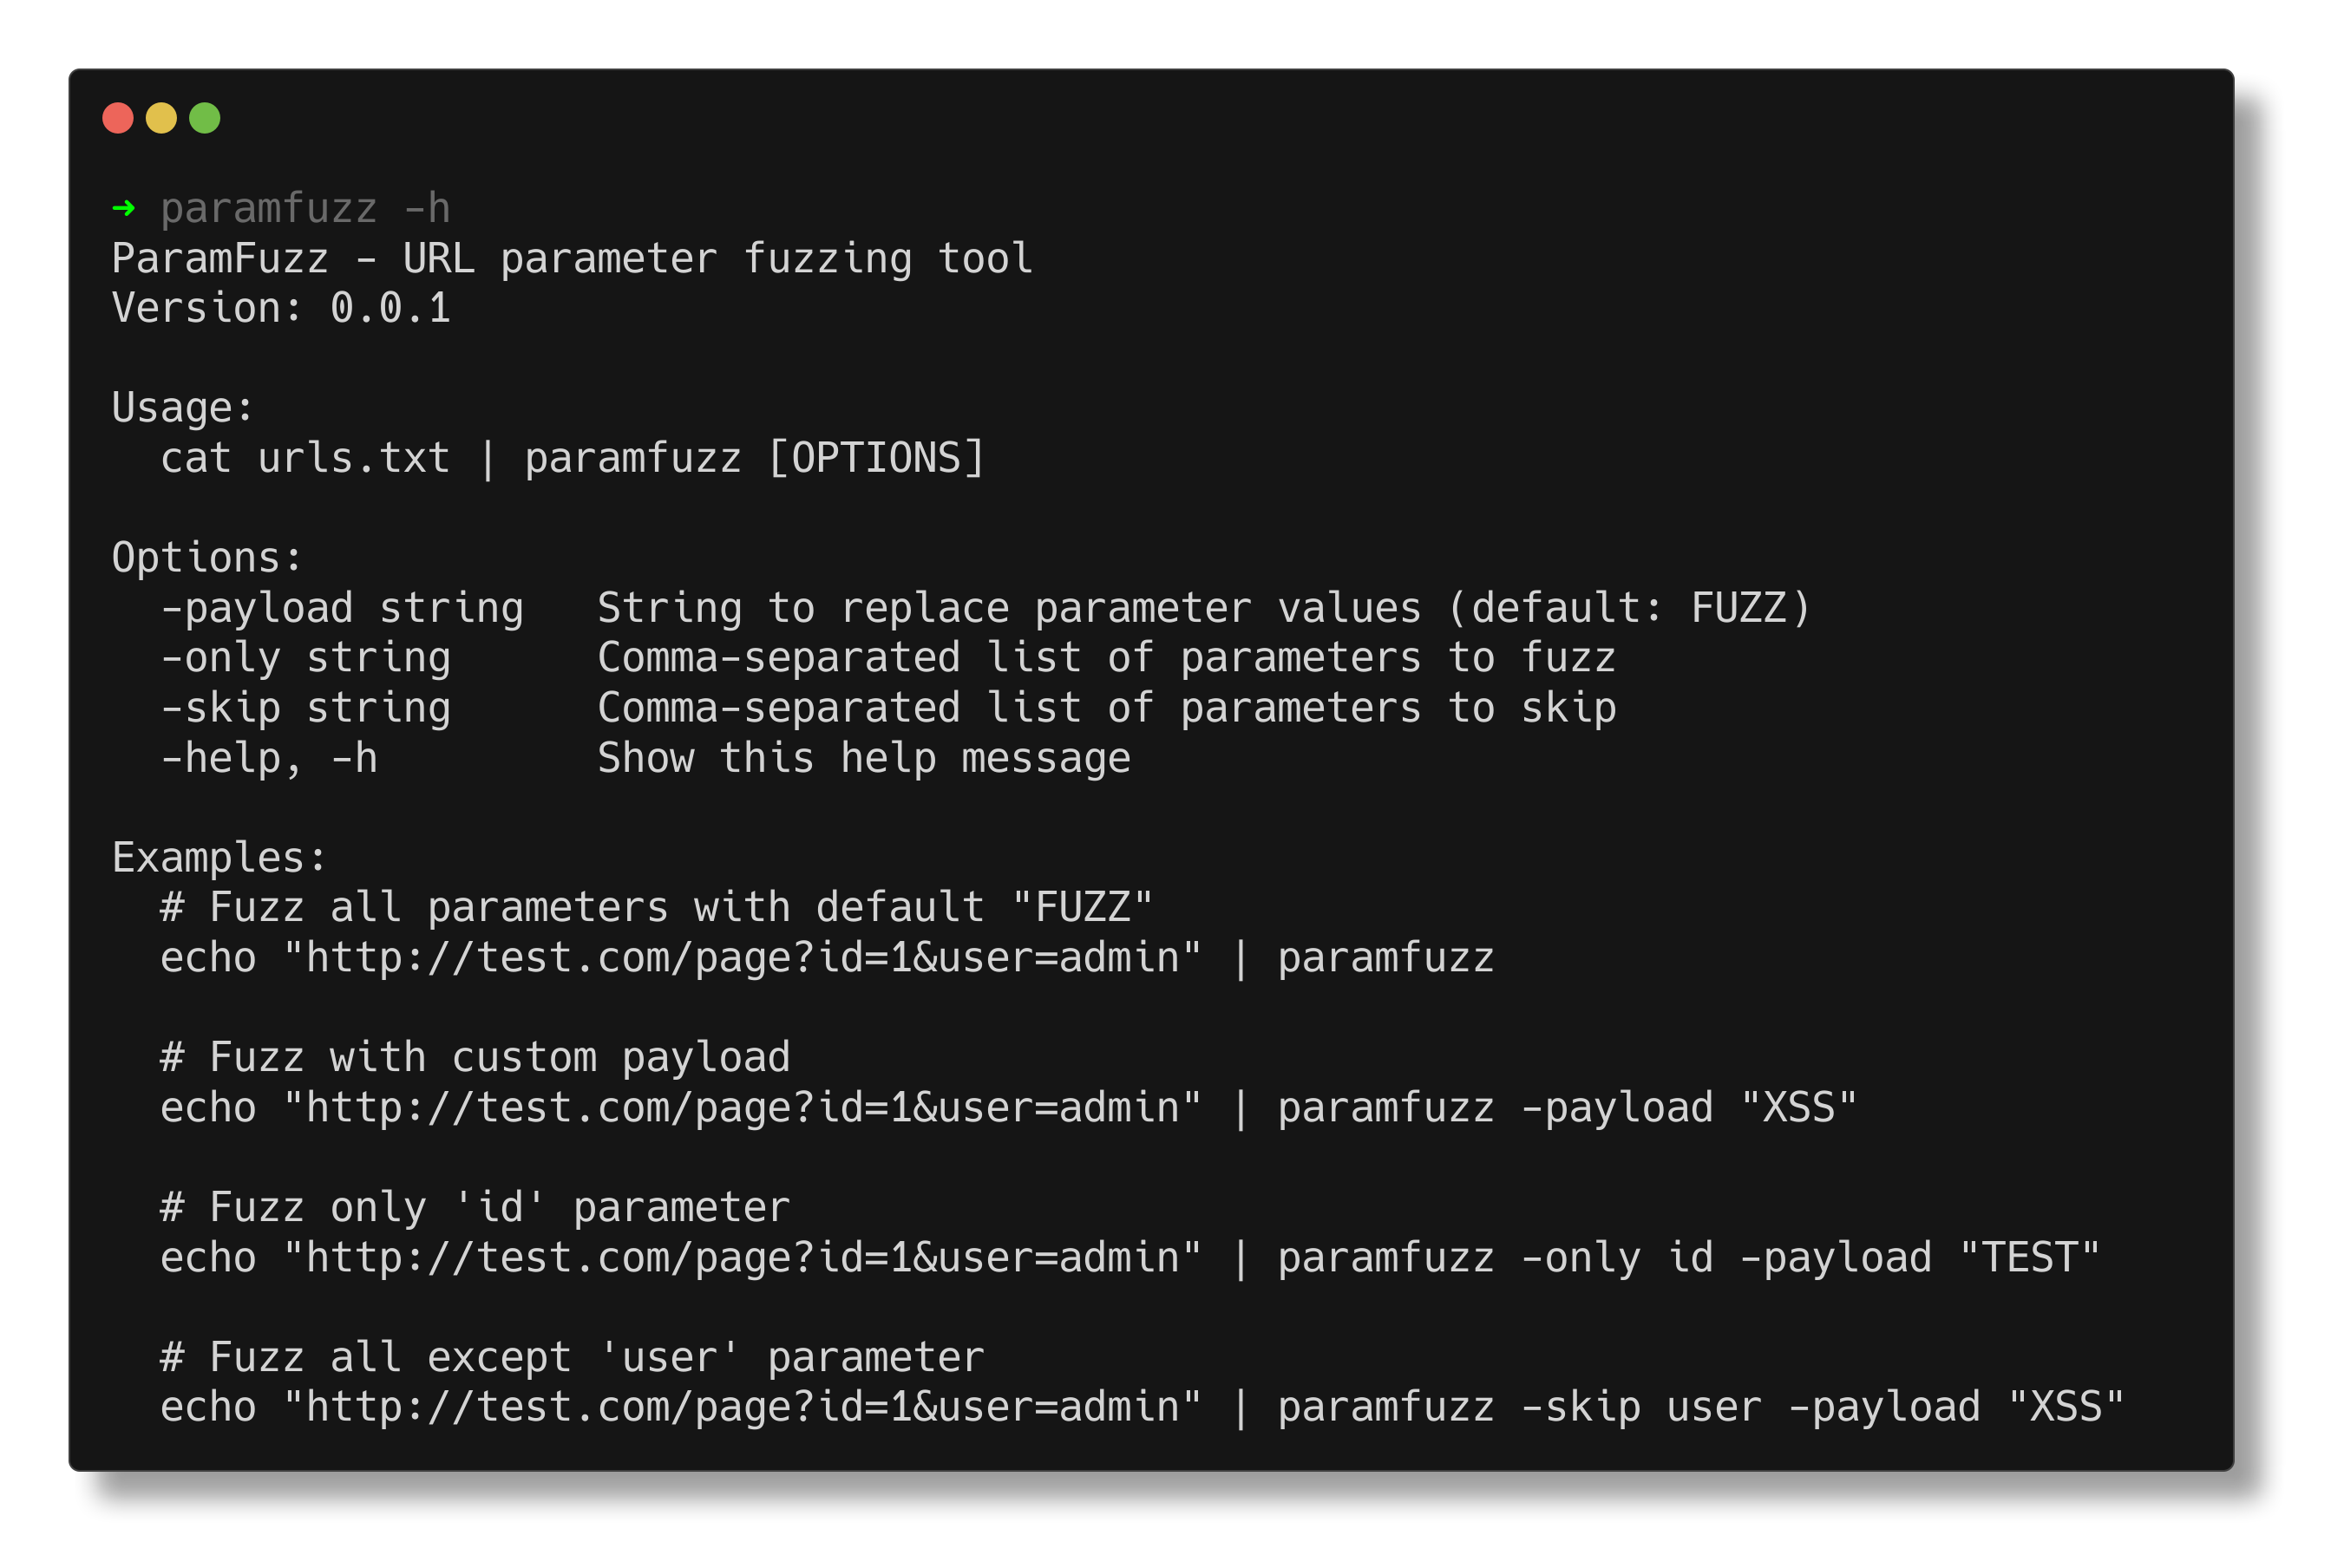 ➜ paramfuzz -h
ParamFuzz - URL parameter fuzzing tool
Version: 0.0.1

Usage:
  cat urls.txt | paramfuzz [OPTIONS]

Options:
  -payload string   String to replace parameter values (default: FUZZ)
  -only string      Comma-separated list of parameters to fuzz
  -skip string      Comma-separated list of parameters to skip
  -help, -h         Show this help message

Examples:
  # Fuzz all parameters with default "FUZZ"
  echo "http://test.com/page?id=1&user=admin" | paramfuzz

  # Fuzz with custom payload
  echo "http://test.com/page?id=1&user=admin" | paramfuzz -payload "XSS"

  # Fuzz only 'id' parameter
  echo "http://test.com/page?id=1&user=admin" | paramfuzz -only id -payload "TEST"

  # Fuzz all except 'user' parameter
  echo "http://test.com/page?id=1&user=admin" | paramfuzz -skip user -payload "XSS"